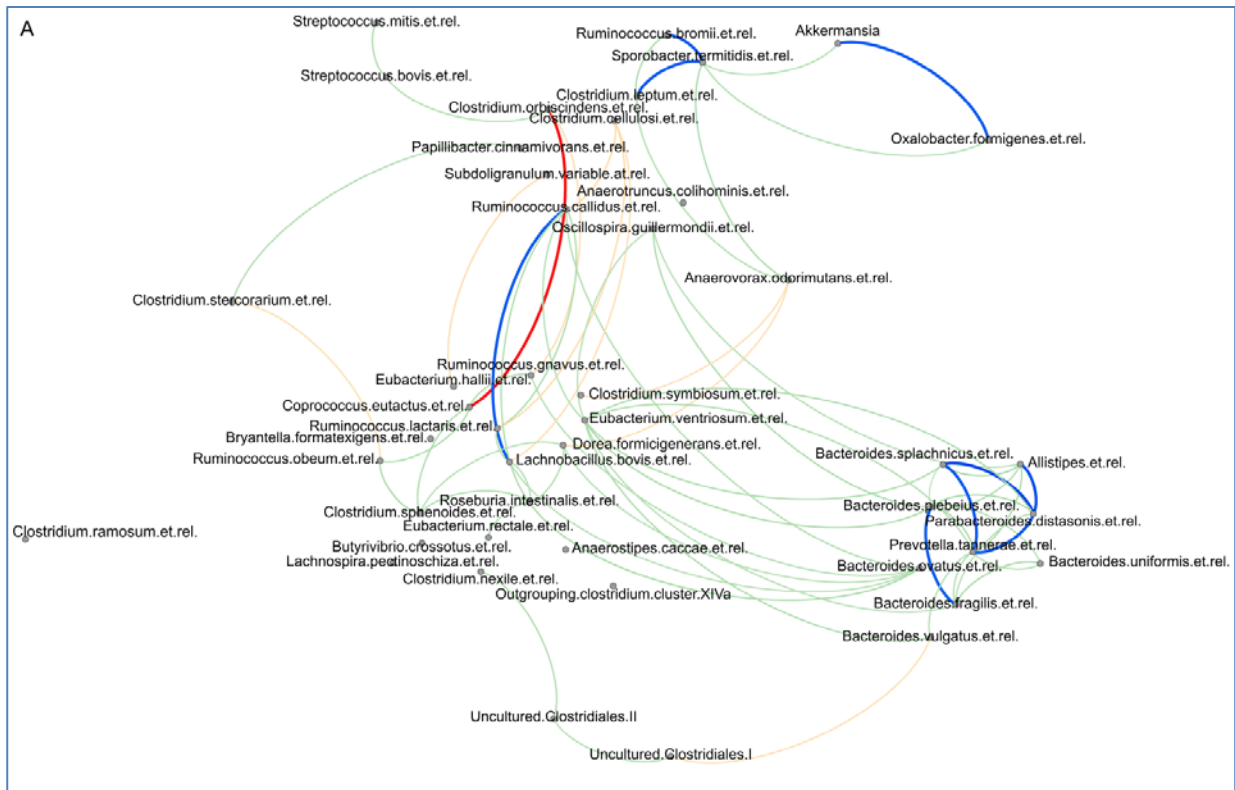 A
Streptococcus.mitis.et.rel.
Ruminococcus.bromii.et.rel.
Akkermansia
Sporobacter.termitidis.et.rel.
Streptococcus.bovis.et.rel.
Clostridium.leptum.et.rel.
Clostridium.orbiscindens.et.rel.
Clostridium.cellulosi.et.rel.
Oxalobacter.formigenes.et.rel.
Papillibacter.cinnamivorans.et.rel.
Subdoligranulum.variable.at.rel.
Anaerotruncus.colihominis.et.rel.
Ruminococcus.callidus.et.rel.
Oscillospira.guillermondii.et.rel.
Anaerovorax.odorimutans.et.rel.
Clostridium.stercorarium.et.rel.
Ruminococcus.gnavus.et.rel.
Eubacterium.hallii.et.rel.
Clostridium.symbiosum.et.rel.
Coprococcus.eutactus.et.rel.
Eubacterium.ventriosum.et.rel.
Ruminococcus.lactaris.et.rel.
Bryantella.formatexigens.et.rel.
Dorea.formicigenerans.et.rel.
Bacteroides.splachnicus.et.rel.
Ruminococcus.obeum.et.rel.
Lachnobacillus.bovis.et.rel.
Allistipes.et.rel.
Roseburia.intestinalis.et.rel.
Bacteroides.plebeius.et.rel.
Clostridium.sphenoides.et.rel.
Parabacteroides.distasonis.et.rel.
Eubacterium.rectale.et.rel.
Clostridium.ramosum.et.rel.
Butyrivibrio.crossotus.et.rel.
Anaerostipes.caccae.et.rel.
Prevotella.tannerae.et.rel.
Lachnospira.pectinoschiza.et.rel.
Bacteroides.ovatus.et.rel.
Bacteroides.uniformis.et.rel.
Clostridium.nexile.et.rel.
Outgrouping.clostridium.cluster.XIVa
Bacteroides.fragilis.et.rel.
Bacteroides.vulgatus.et.rel.
Uncultured.Clostridiales.II
Uncultured.Clostridiales.I